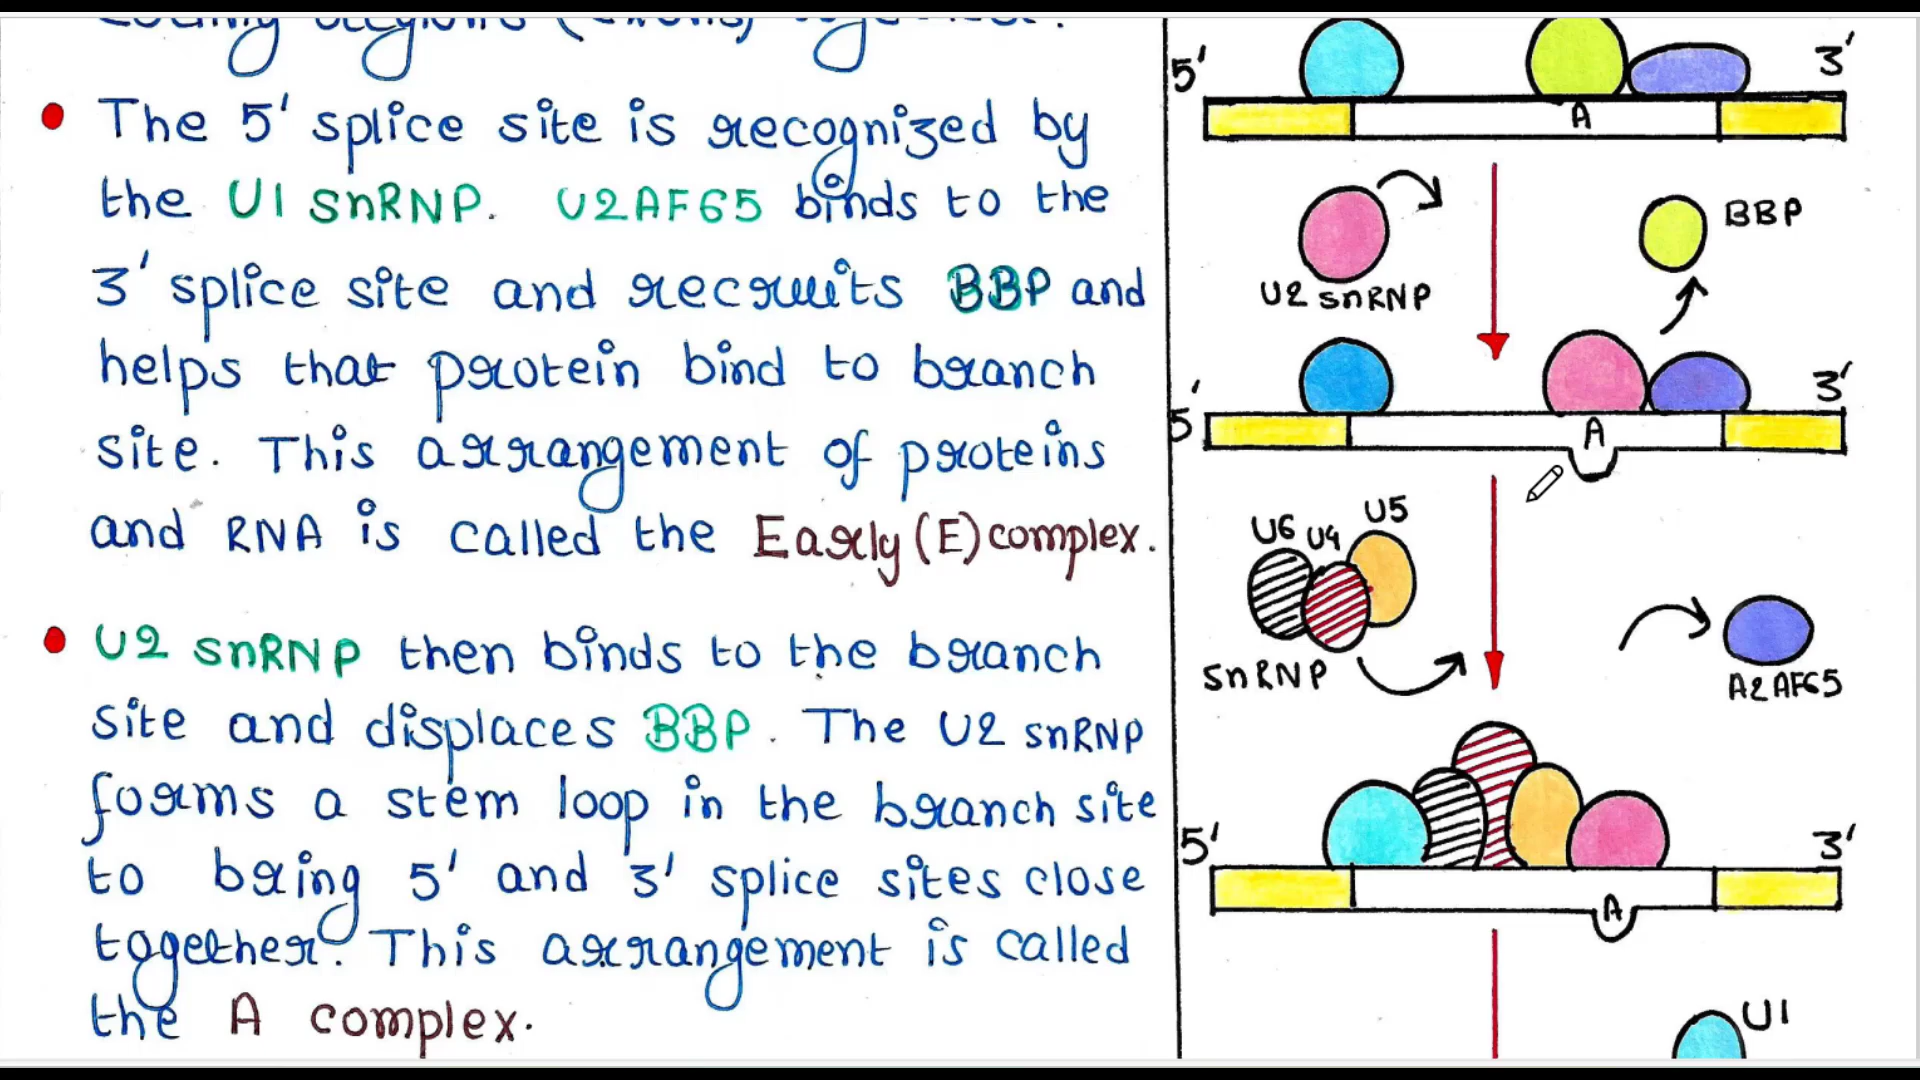 The 5' splice site is recognized by
the U1 snRNP. U2AF65 binds to the
3' splice site and recruits BBP and
helps that protein bind to branch
site. This arrangement of proteins
and RNA is called the Early (E) complex.
U2 snRNP then binds to the branch
site and displaces BBP. The U2 snRNP
forms a stem loop in the branch site
to bring 5' and 3' splice sites close
together. This arrangement is called
the A complex.
5' 3'
A
U2 snRNP
BBP
5' 3'
A
U6 U4 U5
snRNP
A2AF65
5' 3'
A
U1